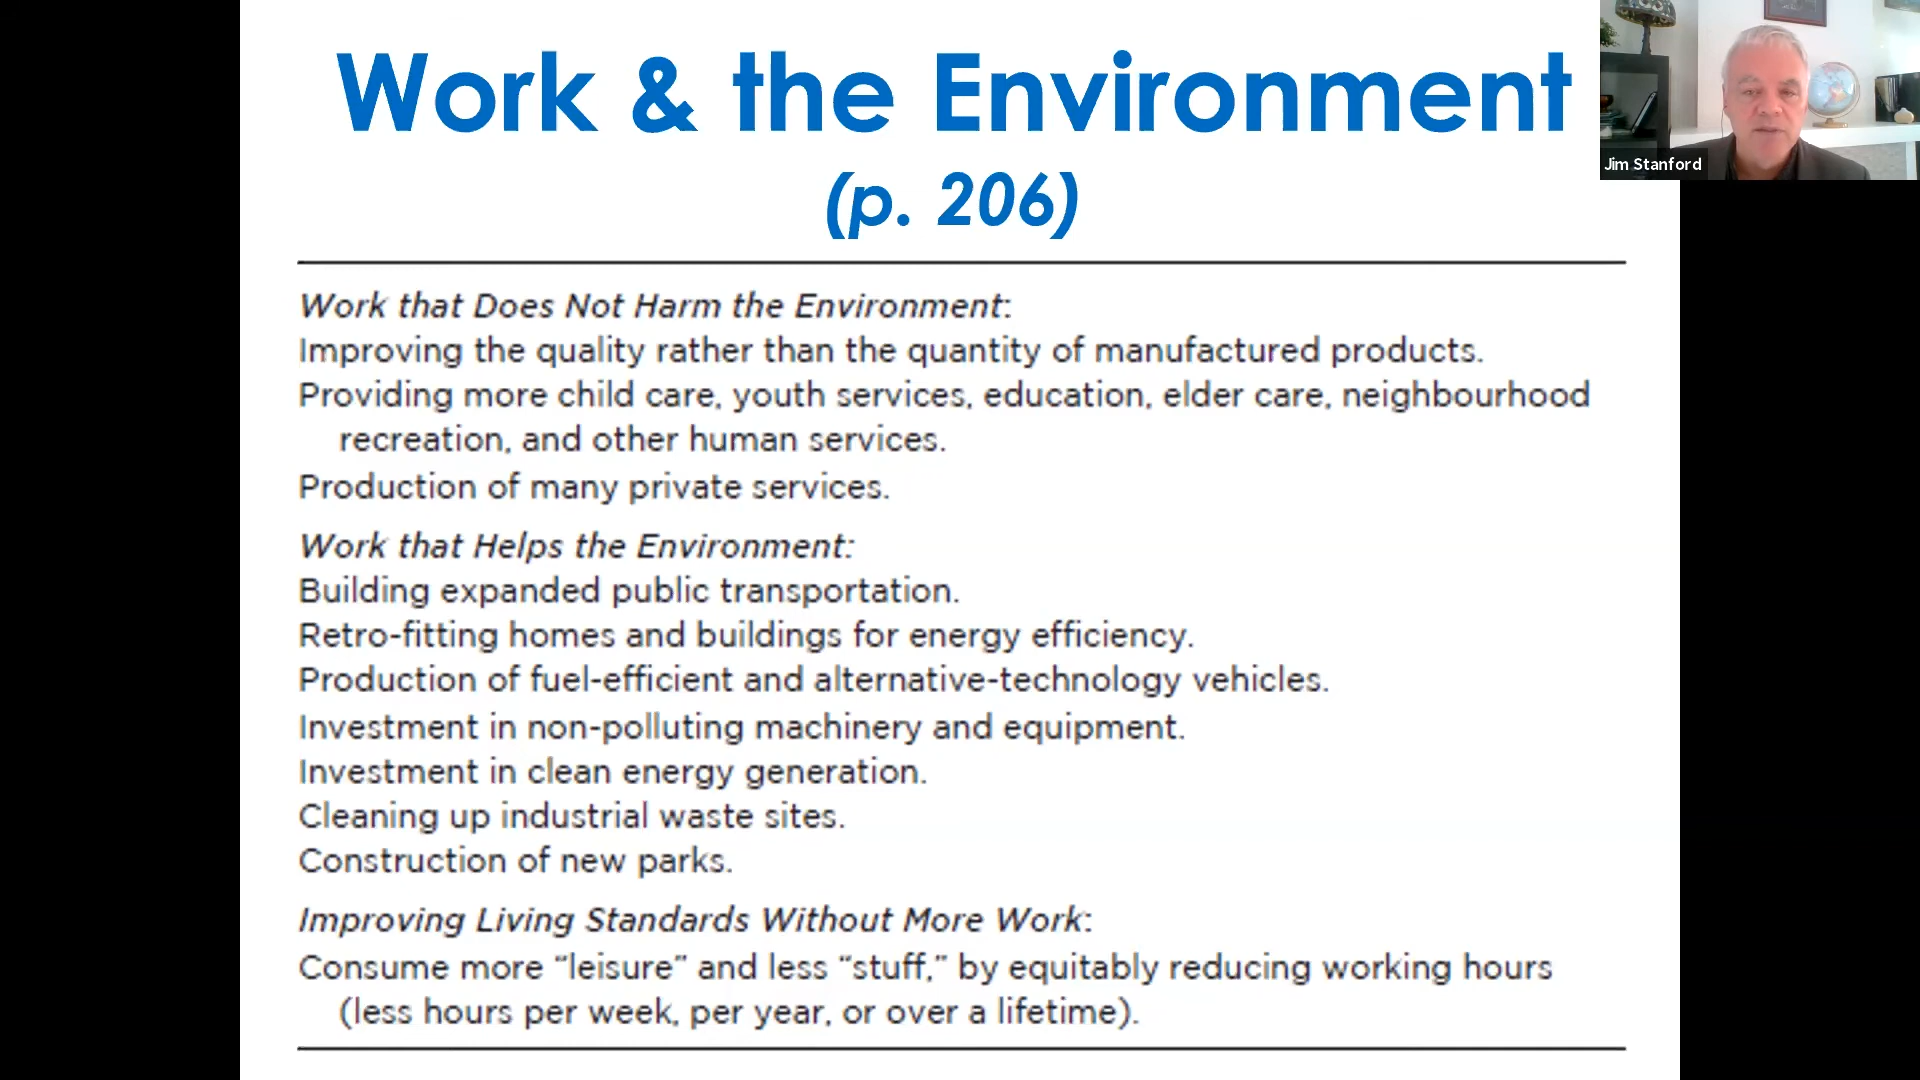 Work & the Environment
(p. 206)
Jim Stanford
Work that Does Not Harm the Environment:
Improving the quality rather than the quantity of manufactured products.
Providing more child care, youth services, education, elder care, neighbourhood
recreation, and other human services.
Production of many private services.
Work that Helps the Environment:
Building expanded public transportation.
Retro-fitting homes and buildings for energy efficiency.
Production of fuel-efficient and alternative-technology vehicles.
Investment in non-polluting machinery and equipment.
Investment in clean energy generation.
Cleaning up industrial waste sites.
Construction of new parks.
Improving Living Standards Without More Work:
Consume more “leisure” and less “stuff,” by equitably reducing working hours
(less hours per week, per year, or over a lifetime).